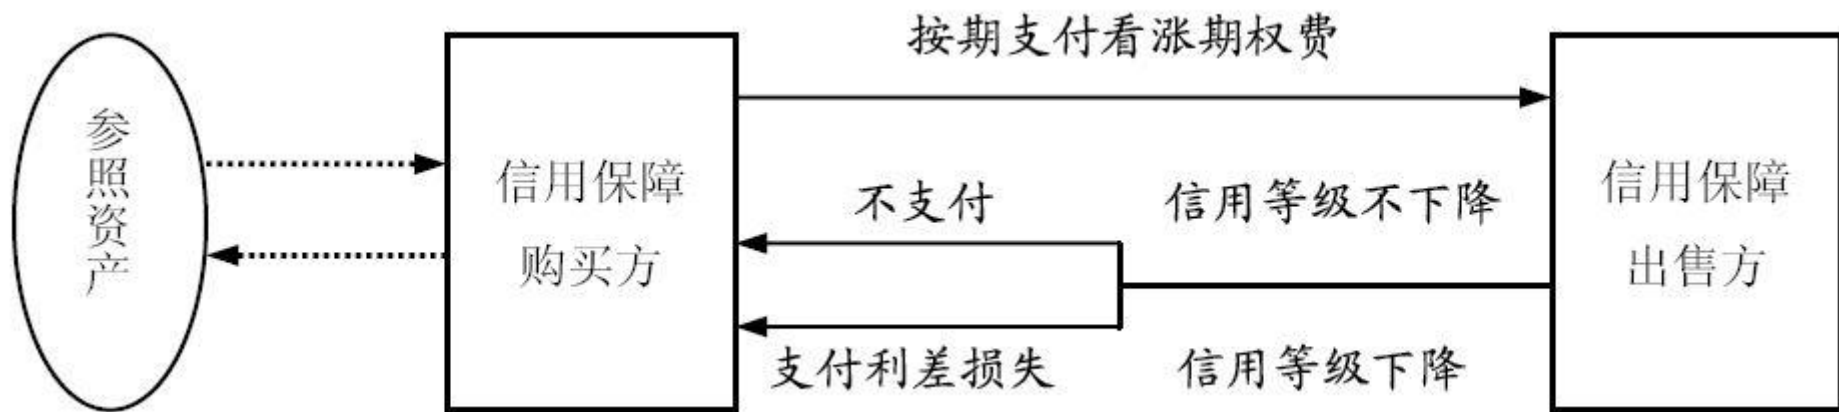 参照资产
信用保障
购买方
按期支付看涨期权费
不支付
信用等级不下降
支付利差损失
信用等级下降
信用保障
出售方